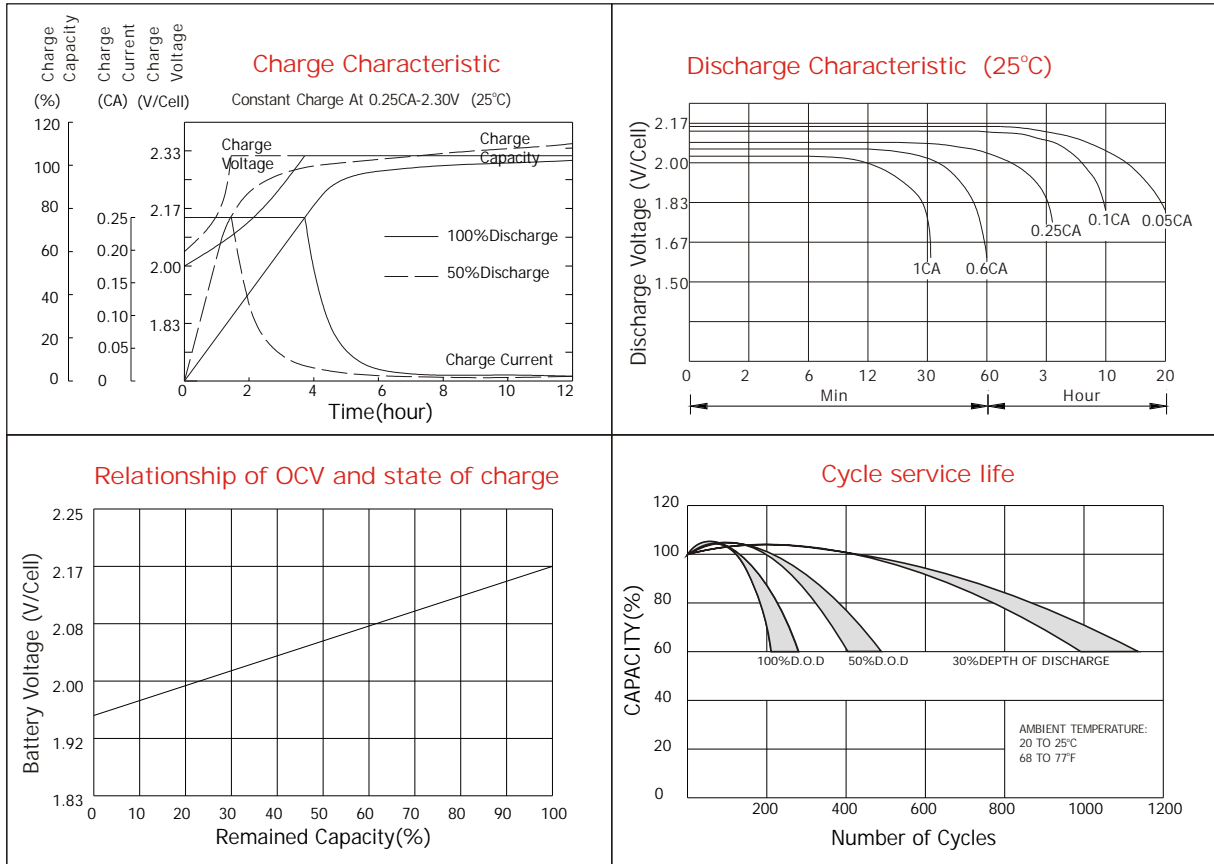 Charge Characteristic
Constant Charge At 0.25CA-2.30V (25°C)
Charge Capacity
Charge Current
Charge Voltage
(%)
(CA)
(V/Cell)
120
100
80
60
40
20
0
0.25
0.20
0.15
0.10
0.05
0
2.33
2.17
2.00
1.83
Charge
Voltage
Charge
Capacity
100%Discharge
50%Discharge
Charge Current
0 2 4 6 8 10 12
Time(hour)
Discharge Characteristic (25°C)
Discharge Voltage (V/Cell)
2.17
2.00
1.83
1.67
1.50
1CA
0.6CA
0.25CA
0.1CA
0.05CA
0 2 6 12 30 60 3 10 20
Min
Hour
Relationship of OCV and state of charge
Battery Voltage (V/Cell)
2.25
2.17
2.08
2.00
1.92
1.83
0 10 20 30 40 50 60 70 80 90 100
Remained Capacity(%)
Cycle service life
CAPACITY(%)
120
100
80
60
40
20
0
100%D.O.D
50%D.O.D
30%DEPTH OF DISCHARGE
AMBIENT TEMPERATURE:
20 TO 25°C
68 TO 77°F
200 400 600 800 1000 1200
Number of Cycles